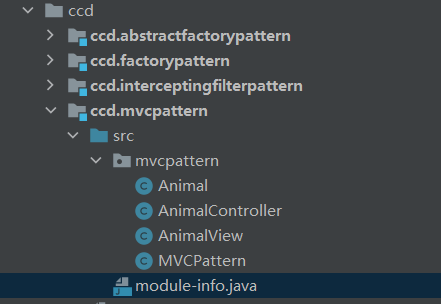 ccd
ccd.abstractfactorypattern
ccd.factorypattern
ccd.interceptingfilterpattern
ccd.mvcpattern
src
mvcpattern
Animal
AnimalController
AnimalView
MVCPattern
module-info.java